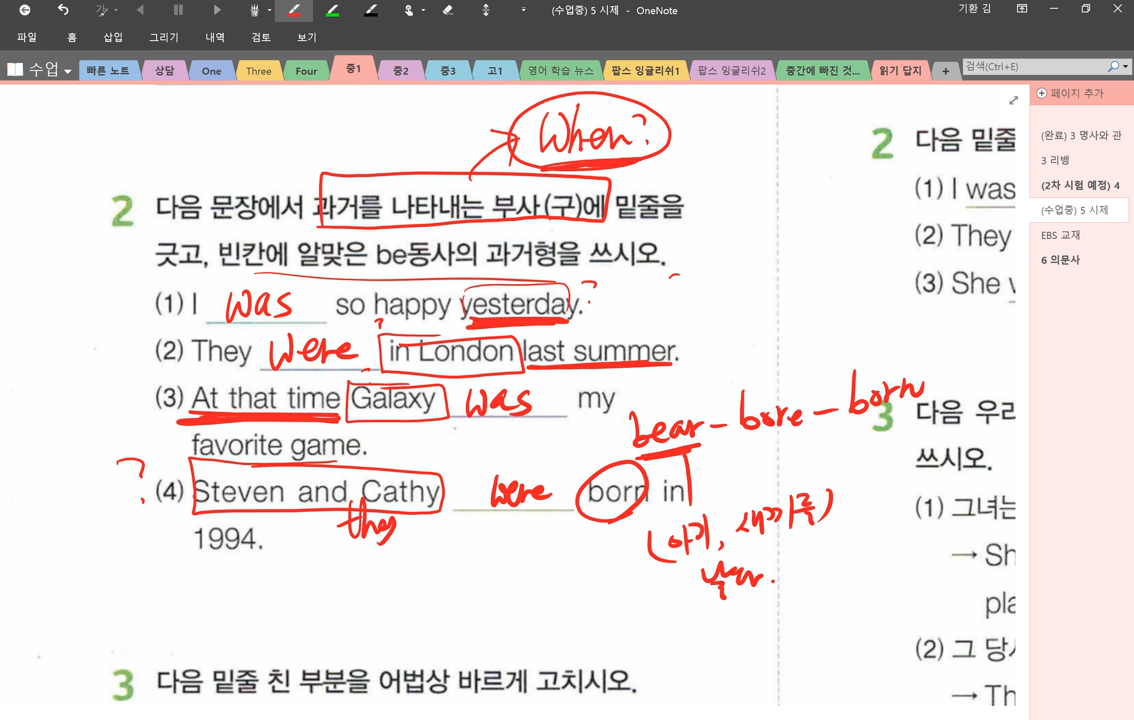 (수업중) 5 시제 - OneNote
기환 김
파일 홈 삽입 그리기 내역 검토 보기
수업 빠른 노트 상담 One Three Four 중1 중2 중3 고1 영어 학습 뉴스 팝스 잉글리쉬1 팝스 잉글리쉬2 중간에 빠진 것... 읽기 답지 +
검색(Ctrl+E)
페이지 추가
(완료) 3 명사와 관
3 리뱅
(2차 시험 예정) 4
(수업중) 5 시제
EBS 교재
6 의문사
When?
2 다음 문장에서 과거를 나타내는 부사(구)에 밑줄을
긋고, 빈칸에 알맞은 be동사의 과거형을 쓰시오.
(1) I was so happy yesterday. ?
(2) They were in London last summer.
(3) At that time Galaxy was my
favorite game.
bear - bore - born
? (4) Steven and Cathy were born in
they
1994.
(아기, 새끼를)
낳다.
3 다음 밑줄 친 부분을 어법상 바르게 고치시오.
2 다음 밑줄
(1) I was
(2) They
(3) She
3 다음 우리
쓰시오.
(1) 그녀는
→ Sh
pla
(2) 그 당시
→ Th